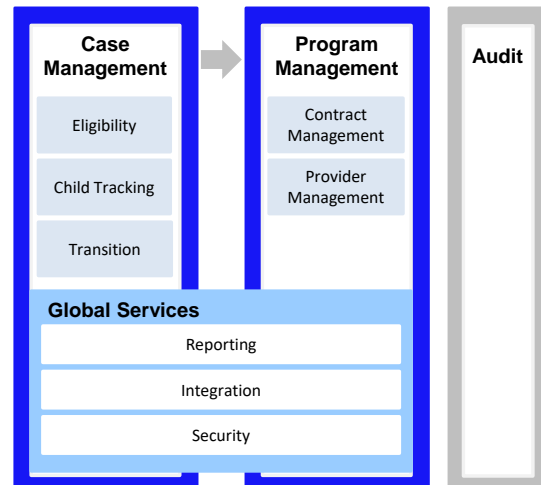 Case
Management
Eligibility
Child Tracking
Transition
Program
Management
Contract
Management
Provider
Management
Audit
Global Services
Reporting
Integration
Security